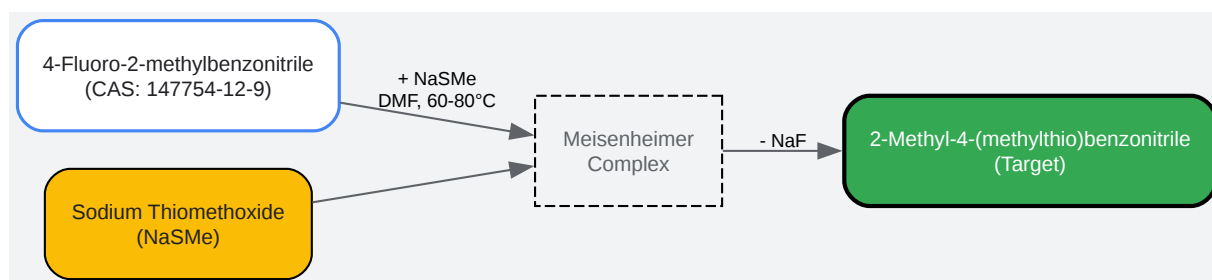 4-Fluoro-2-methylbenzonitrile
(CAS: 147754-12-9)
+ NaSMe
DMF, 60-80°C
Sodium Thiomethoxide
(NaSMe)
Meisenheimer
Complex
- NaF
2-Methyl-4-(methylthio)benzonitrile
(Target)